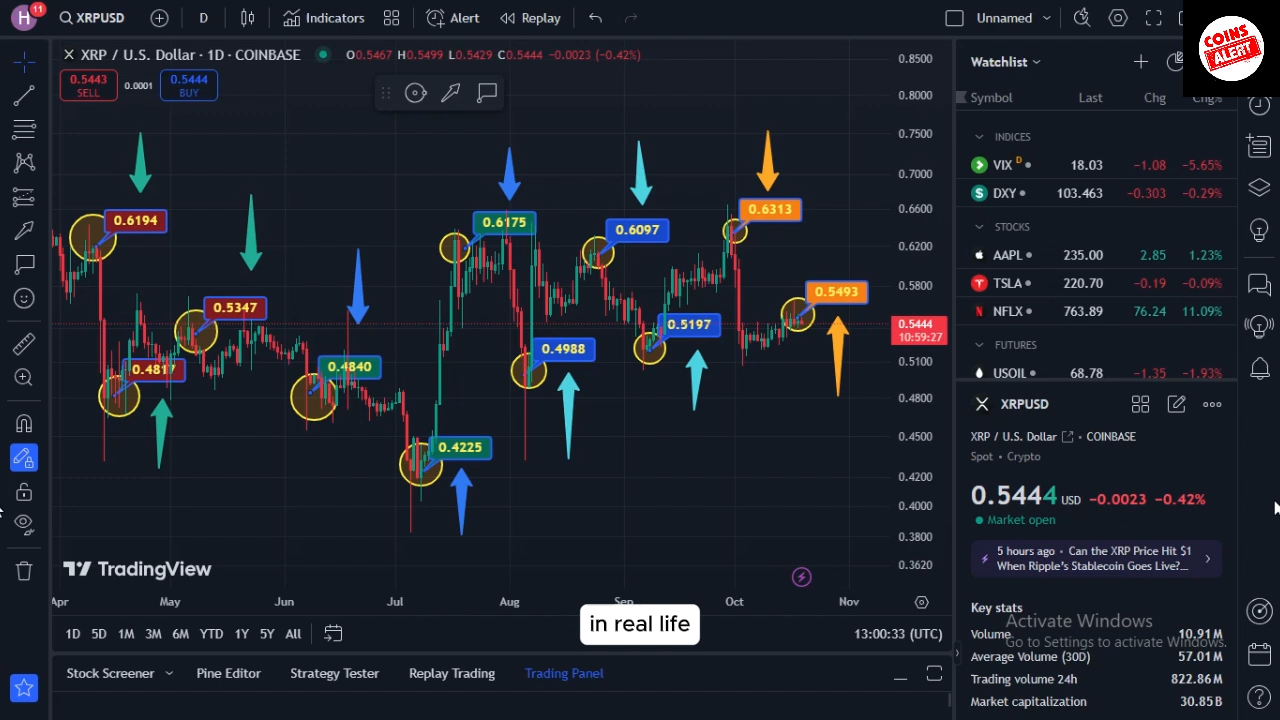 H 11 XRPUSD D Indicators Alert Replay Unnamed
COINS ALERT
XRP / U.S. Dollar · 1D · COINBASE O0.5467 H0.5499 L0.5429 C0.5444 −0.0023 (−0.42%)
0.5443 SELL 0.0001 0.5444 BUY
0.6194
0.4817
0.5347
0.4840
0.4225
0.6175
0.4988
0.6097
0.5197
0.6313
0.5493
0.8500
0.8000
0.7500
0.7000
0.6600
0.6200
0.5800
0.5444
10:59:27
0.5100
0.4800
0.4500
0.4200
0.4000
0.3800
0.3620
TradingView
Apr May Jun Jul Aug Sep Oct Nov
in real life
1D 5D 1M 3M 6M YTD 1Y 5Y All 13:00:33 (UTC)
Stock Screener Pine Editor Strategy Tester Replay Trading Trading Panel
Watchlist
Symbol Last Chg Chg%
INDICES
VIX D 18.03 −1.08 −5.65%
DXY 103.463 −0.303 −0.29%
STOCKS
AAPL 235.00 2.85 1.23%
TSLA 220.70 −0.19 −0.09%
NFLX 763.89 76.24 11.09%
FUTURES
USOIL 68.78 −1.35 −1.93%
XRPUSD
XRP / U.S. Dollar COINBASE
Spot • Crypto
0.5444 USD −0.0023 −0.42%
Market open
5 hours ago • Can the XRP Price Hit $1
When Ripple's Stablecoin Goes Live?...
Key stats
Activate Windows
Volume 10.91M
Go to Settings to activate Windows.
Average Volume (30D) 57.01M
Trading volume 24h 822.86M
Market capitalization 30.85B